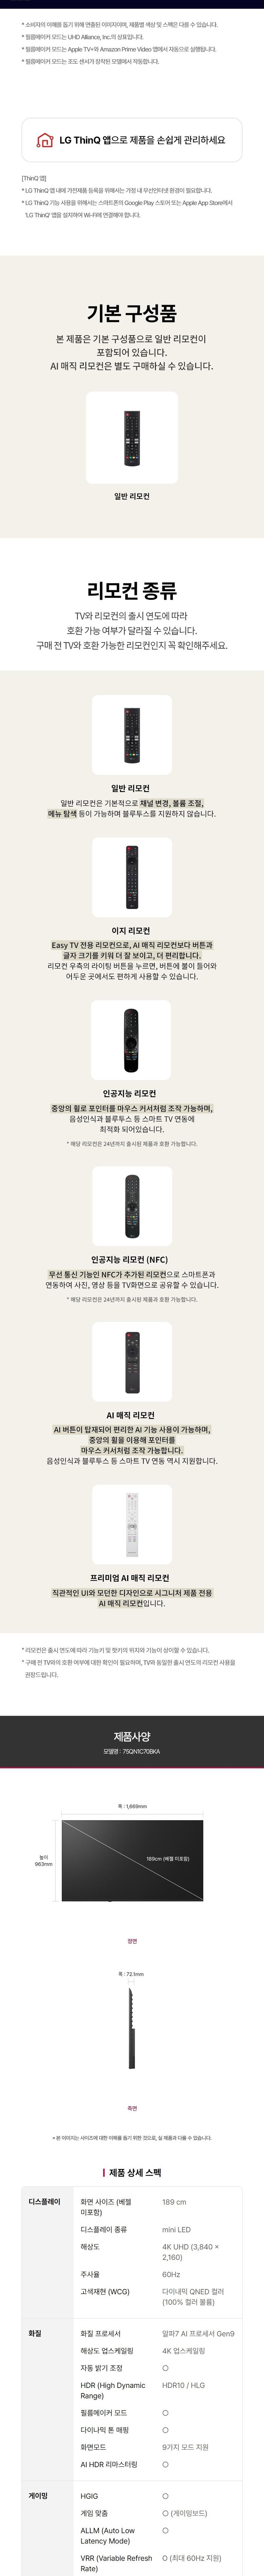 * 소비자의 이해를 돕기 위해 연출된 이미지이며, 제품별 색상 및 스펙은 다를 수 있습니다.
* 필름메이커 모드는 UHD Alliance, Inc.의 상표입니다.
* 필름메이커 모드는 Apple TV+와 Amazon Prime Video 앱에서 자동으로 실행됩니다.
* 필름메이커 모드는 조도 센서가 장착된 모델에서 작동합니다.
LG ThinQ 앱으로 제품을 손쉽게 관리하세요
[ThinQ 앱]
* LG ThinQ 앱 내에 가전제품 등록을 위해서는 가정 내 무선인터넷 환경이 필요합니다.
* LG ThinQ 기능 사용을 위해서는 스마트폰의 Google Play 스토어 또는 Apple App Store에서
'LG ThinQ' 앱을 설치하여 Wi-Fi에 연결해야 합니다.
기본 구성품
본 제품은 기본 구성품으로 일반 리모컨이
포함되어 있습니다.
AI 매직 리모컨은 별도 구매하실 수 있습니다.
일반 리모컨
리모컨 종류
TV와 리모컨의 출시 연도에 따라
호환 가능 여부가 달라질 수 있습니다.
구매 전 TV와 호환 가능한 리모컨인지 꼭 확인해주세요.
일반 리모컨
일반 리모컨은 기본적으로 채널 변경, 볼륨 조절,
메뉴 탐색 등이 가능하며 블루투스를 지원하지 않습니다.
이지 리모컨
Easy TV 전용 리모컨으로, AI 매직 리모컨보다 버튼과
글자 크기를 키워 더 잘 보이고, 더 편리합니다.
리모컨 우측의 라이팅 버튼을 누르면, 버튼에 불이 들어와
어두운 곳에서도 편하게 사용할 수 있습니다.
인공지능 리모컨
중앙의 휠로 포인터를 마우스 커서처럼 조작 가능하며,
음성인식과 블루투스 등 스마트 TV 연동에
최적화 되어있습니다.
* 해당 리모컨은 24년까지 출시된 제품과 호환 가능합니다.
인공지능 리모컨 (NFC)
무선 통신 기능인 NFC가 추가된 리모컨으로 스마트폰과
연동하여 사진, 영상 등을 TV화면으로 공유할 수 있습니다.
* 해당 리모컨은 24년까지 출시된 제품과 호환 가능합니다.
AI 매직 리모컨
AI 버튼이 탑재되어 편리한 AI 기능 사용이 가능하며,
중앙의 휠을 이용해 포인터를
마우스 커서처럼 조작 가능합니다.
음성인식과 블루투스 등 스마트 TV 연동 역시 지원합니다.
프리미엄 AI 매직 리모컨
직관적인 UI와 모던한 디자인으로 시그니처 제품 전용
AI 매직 리모컨입니다.
* 리모컨은 출시 연도에 따라 기능키 및 핫키의 위치와 기능이 상이할 수 있습니다.
* 구매 전 TV와의 호환 여부에 대한 확인이 필요하며, TV와 동일한 출시 연도의 리모컨 사용을
권장드립니다.
제품사양
모델명 : 75QN1C70BKA
폭 : 1,669mm
높이
963mm
189cm (베젤 미포함)
정면
폭 : 72.1mm
측면
* 본 이미지는 사이즈에 대한 이해를 돕기 위한 것으로, 실 제품과 다를 수 있습니다.
제품 상세 스펙
디스플레이
화면 사이즈 (베젤 미포함) 189 cm
디스플레이 종류 mini LED
해상도 4K UHD (3,840 × 2,160)
주사율 60Hz
고색재현 (WCG) 다이내믹 QNED 컬러 (100% 컬러 볼륨)
화질
화질 프로세서 알파7 AI 프로세서 Gen9
해상도 업스케일링 4K 업스케일링
자동 밝기 조정 ○
HDR (High Dynamic Range) HDR10 / HLG
필름메이커 모드 ○
다이나믹 톤 매핑 ○
화면모드 9가지 모드 지원
AI HDR 리마스터링 ○
게이밍
HGIG ○
게임 맞춤 ○ (게이밍보드)
ALLM (Auto Low Latency Mode) ○
VRR (Variable Refresh Rate) O (최대 60Hz 지원)